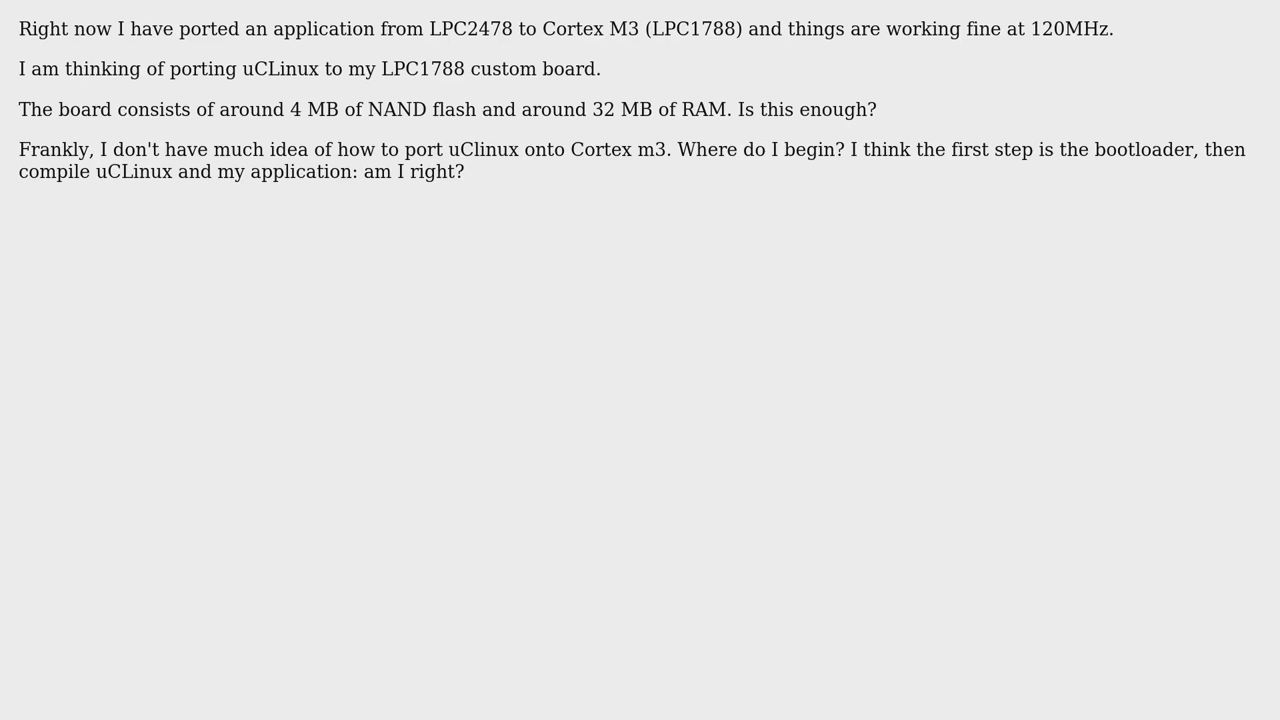 Right now I have ported an application from LPC2478 to Cortex M3 (LPC1788) and things are working fine at 120MHz.
I am thinking of porting uCLinux to my LPC1788 custom board.
The board consists of around 4 MB of NAND flash and around 32 MB of RAM. Is this enough?
Frankly, I don't have much idea of how to port uClinux onto Cortex m3. Where do I begin? I think the first step is the bootloader, then
compile uCLinux and my application: am I right?